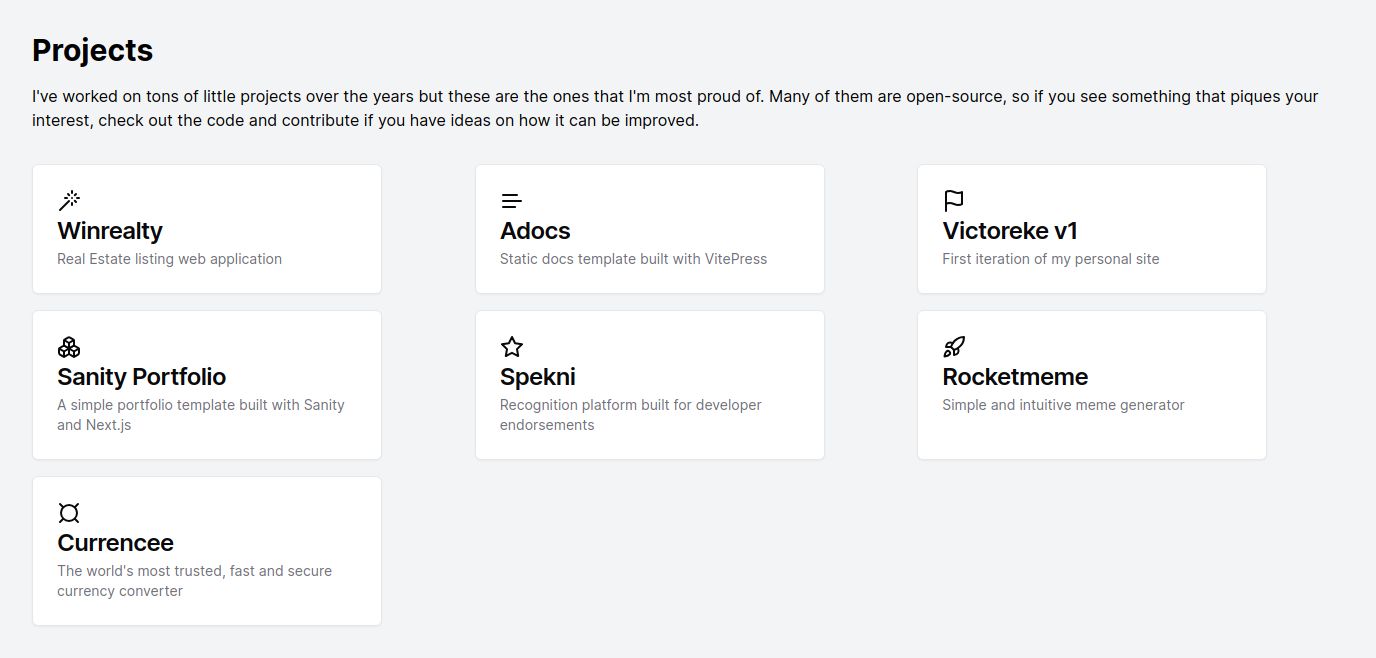 Projects
I've worked on tons of little projects over the years but these are the ones that I'm most proud of. Many of them are open-source, so if you see something that piques your
interest, check out the code and contribute if you have ideas on how it can be improved.
Winrealty
Real Estate listing web application
Adocs
Static docs template built with VitePress
Victoreke v1
First iteration of my personal site
Sanity Portfolio
A simple portfolio template built with Sanity
and Next.js
Spekni
Recognition platform built for developer
endorsements
Rocketmeme
Simple and intuitive meme generator
Currencee
The world's most trusted, fast and secure
currency converter